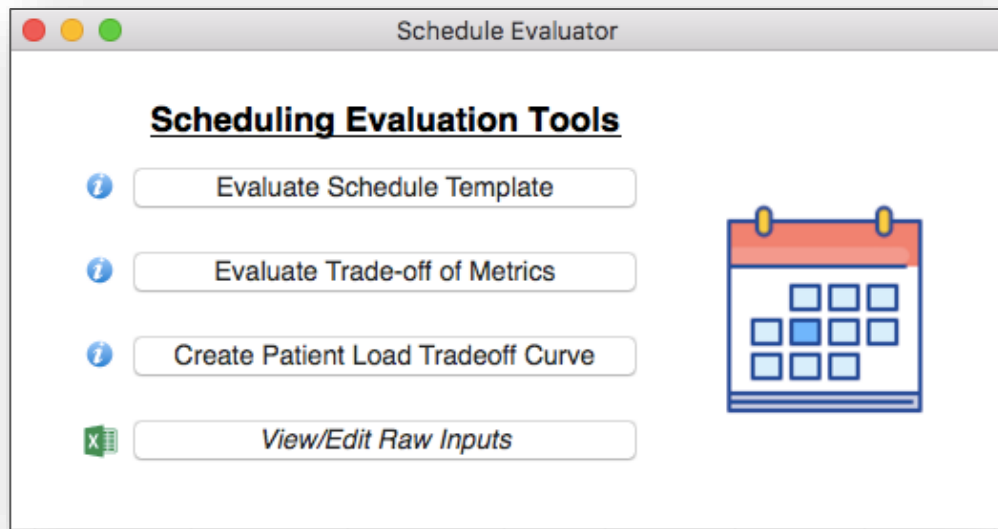 Schedule Evaluator
Scheduling Evaluation Tools
Evaluate Schedule Template
Evaluate Trade-off of Metrics
Create Patient Load Tradeoff Curve
View/Edit Raw Inputs